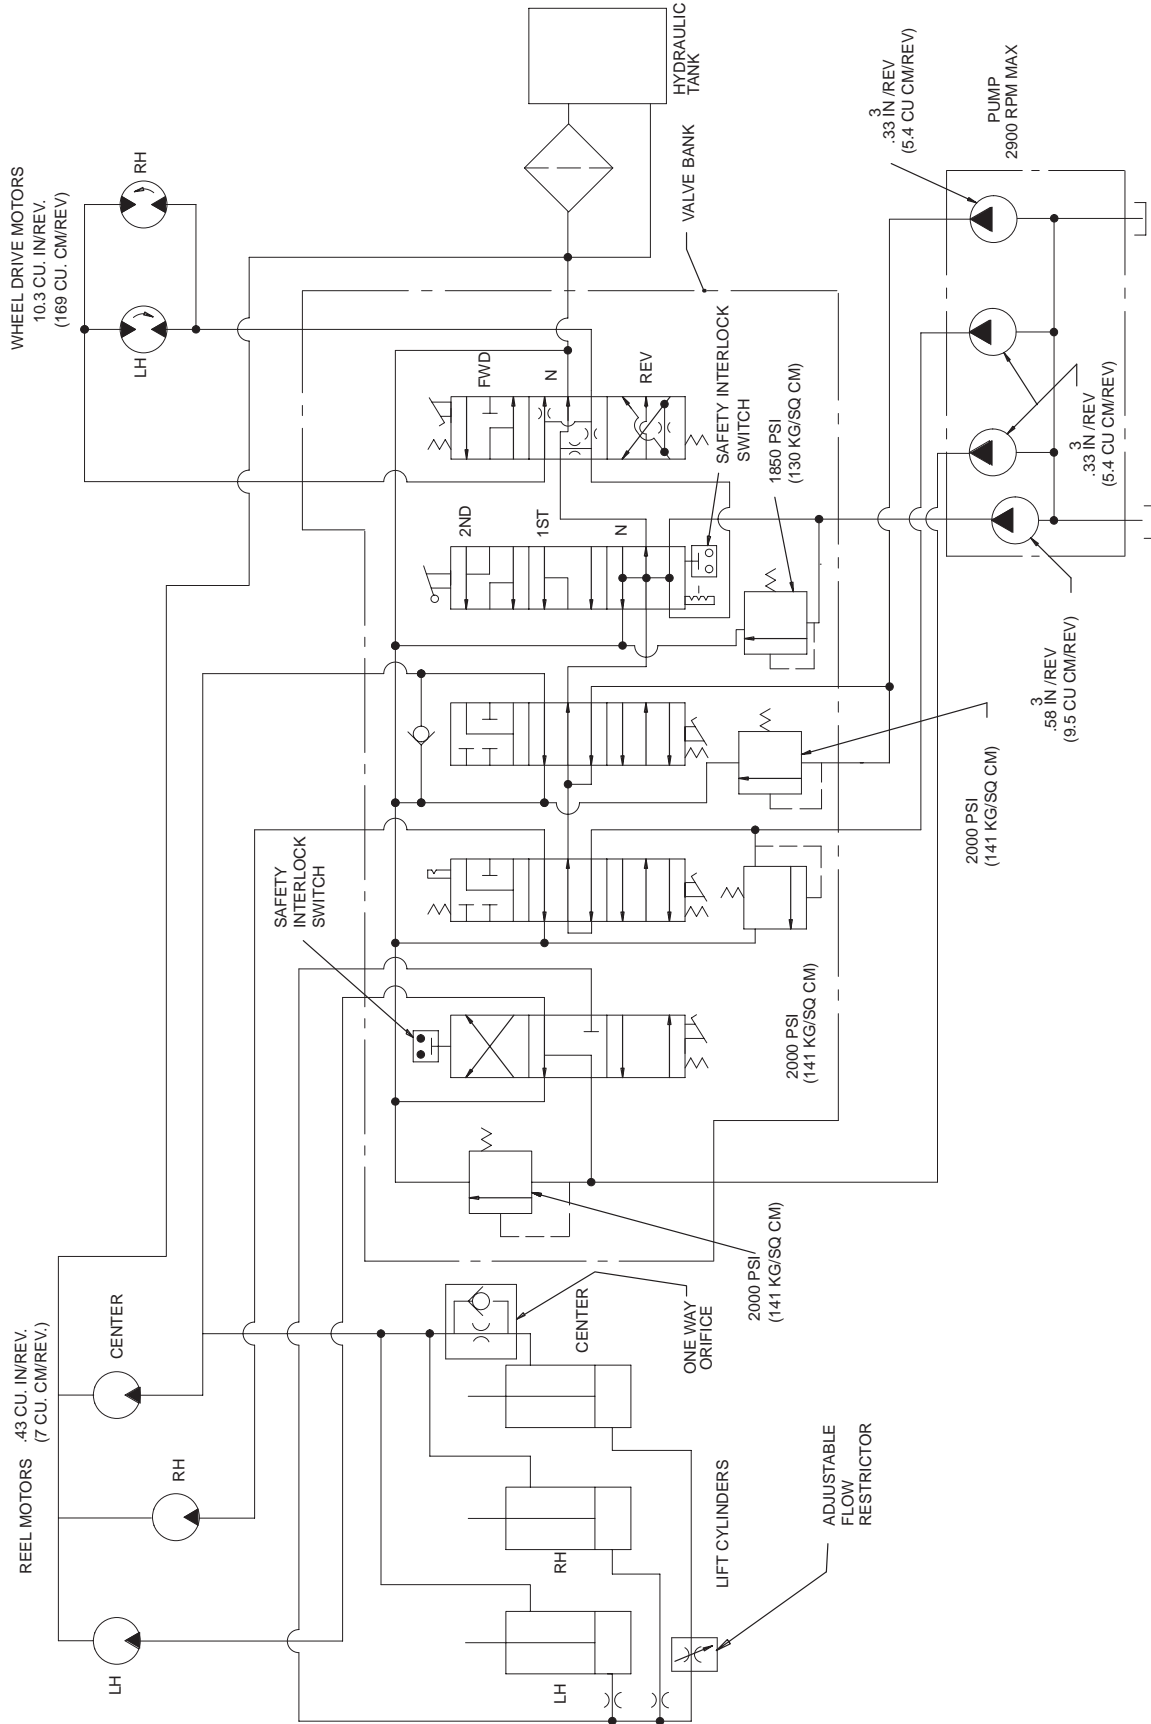 WHEEL DRIVE MOTORS
10.3 CU. IN/REV.
(169 CU. CM/REV)
LH
RH
HYDRAULIC
TANK
VALVE BANK
FWD
N
REV
SAFETY INTERLOCK
SWITCH
2ND
1ST
N
1850 PSI
(130 KG/SQ CM)
3
.33 IN /REV
(5.4 CU CM/REV)
PUMP
2900 RPM MAX
3
.33 IN /REV
(5.4 CU CM/REV)
3
.58 IN /REV
(9.5 CU CM/REV)
2000 PSI
(141 KG/SQ CM)
SAFETY
INTERLOCK
SWITCH
2000 PSI
(141 KG/SQ CM)
2000 PSI
(141 KG/SQ CM)
REEL MOTORS
.43 CU. IN/REV.
(7 CU. CM/REV.)
CENTER
RH
LH
ONE WAY
ORIFICE
CENTER
RH
LH
LIFT CYLINDERS
ADJUSTABLE
FLOW
RESTRICTOR